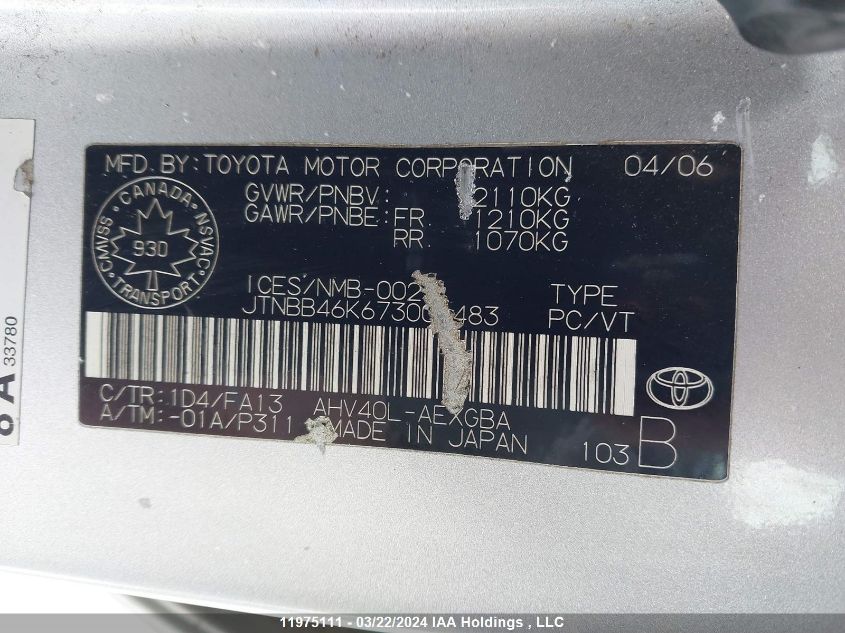 MFD. BY: TOYOTA MOTOR CORPORATION 04/06
GVWR/PNBV: 2110KG
GAWR/PNBE: FR 1210KG
RR 1070KG
CANADA
CMVSS 930 NSVAC
TRANSPORT
ICES/NMB-002 TYPE
PC/VT
C/TR: 1D4/FA13 AHV40L-AEXGBA
A/TM: -01A/P311 MADE IN JAPAN
103 B
33780
11975111 - 03/22/2024 IAA Holdings , LLC